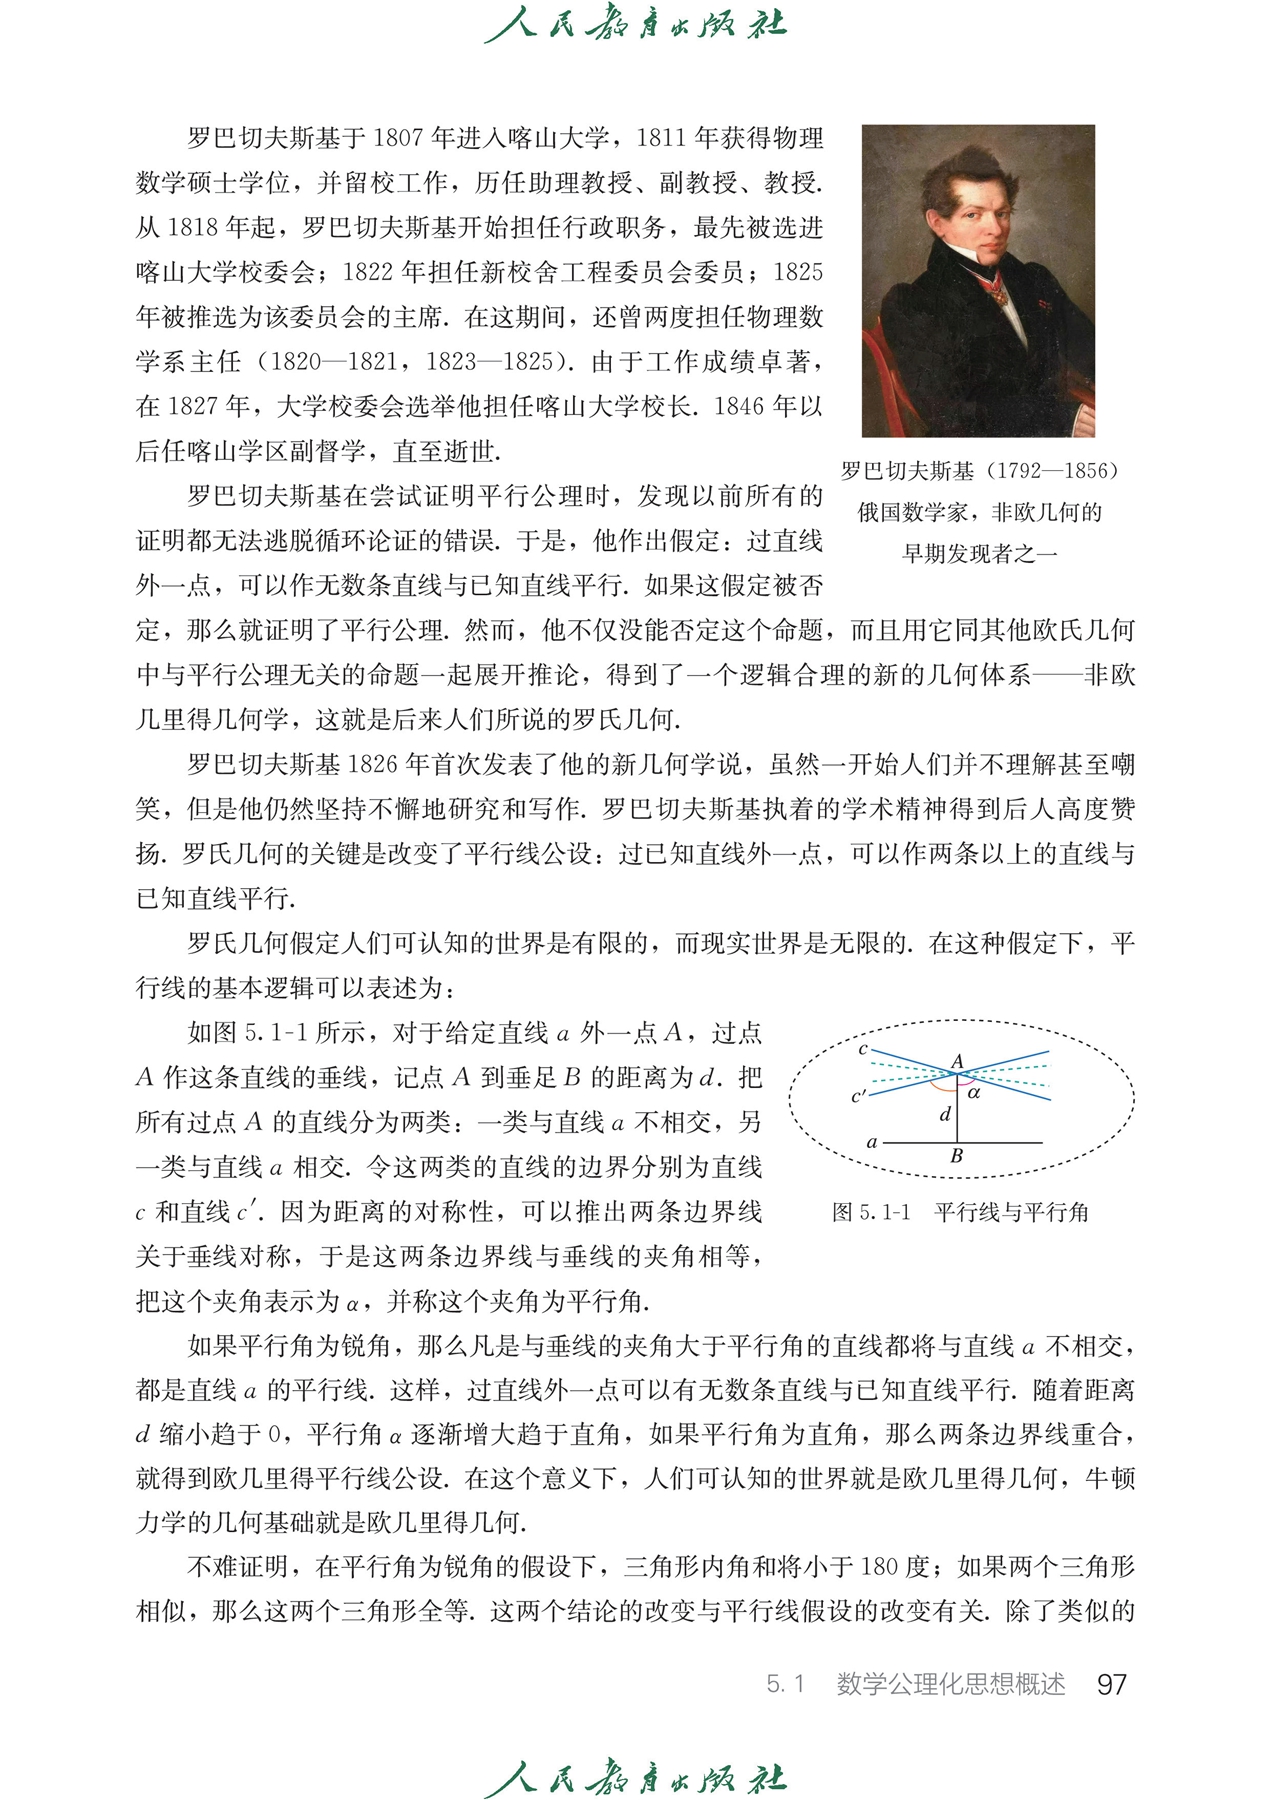 人民教育出版社
罗巴切夫斯基于 1807 年进入喀山大学，1811 年获得物理
数学硕士学位，并留校工作，历任助理教授、副教授、教授.
从 1818 年起，罗巴切夫斯基开始担任行政职务，最先被选进
喀山大学校委会；1822 年担任新校舍工程委员会委员；1825
年被推选为该委员会的主席. 在这期间，还曾两度担任物理数
学系主任（1820—1821，1823—1825）. 由于工作成绩卓著，
在 1827 年，大学校委会选举他担任喀山大学校长. 1846 年以
后任喀山学区副督学，直至逝世.
罗巴切夫斯基（1792—1856）
俄国数学家，非欧几何的
早期发现者之一
罗巴切夫斯基在尝试证明平行公理时，发现以前所有的
证明都无法逃脱循环论证的错误. 于是，他作出假定：过直线
外一点，可以作无数条直线与已知直线平行. 如果这假定被否
定，那么就证明了平行公理. 然而，他不仅没能否定这个命题，而且用它同其他欧氏几何
中与平行公理无关的命题一起展开推论，得到了一个逻辑合理的新的几何体系——非欧
几里得几何学，这就是后来人们所说的罗氏几何.
罗巴切夫斯基 1826 年首次发表了他的新几何学说，虽然一开始人们并不理解甚至嘲
笑，但是他仍然坚持不懈地研究和写作. 罗巴切夫斯基执着的学术精神得到后人高度赞
扬. 罗氏几何的关键是改变了平行线公设：过已知直线外一点，可以作两条以上的直线与
已知直线平行.
罗氏几何假定人们可认知的世界是有限的，而现实世界是无限的. 在这种假定下，平
行线的基本逻辑可以表述为：
如图 5.1-1 所示，对于给定直线 a 外一点 A，过点
A 作这条直线的垂线，记点 A 到垂足 B 的距离为 d. 把
所有过点 A 的直线分为两类：一类与直线 a 不相交，另
一类与直线 a 相交. 令这两类的直线的边界分别为直线
c 和直线 c′. 因为距离的对称性，可以推出两条边界线
关于垂线对称，于是这两条边界线与垂线的夹角相等，
把这个夹角表示为 α，并称这个夹角为平行角.
c
A
c′
α
d
a
B
图 5.1-1 平行线与平行角
如果平行角为锐角，那么凡是与垂线的夹角大于平行角的直线都将与直线 a 不相交，
都是直线 a 的平行线. 这样，过直线外一点可以有无数条直线与已知直线平行. 随着距离
d 缩小趋于 0，平行角 α 逐渐增大趋于直角，如果平行角为直角，那么两条边界线重合，
就得到欧几里得平行线公设. 在这个意义下，人们可认知的世界就是欧几里得几何，牛顿
力学的几何基础就是欧几里得几何.
不难证明，在平行角为锐角的假设下，三角形内角和将小于 180 度；如果两个三角形
相似，那么这两个三角形全等. 这两个结论的改变与平行线假设的改变有关. 除了类似的
5.1 数学公理化思想概述 97
人民教育出版社